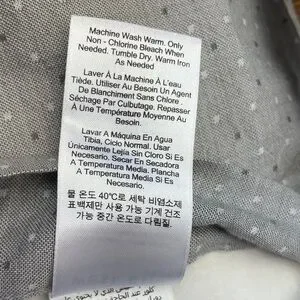 Machine Wash Warm. Only
Non - Chlorine Bleach When
Needed. Tumble Dry. Warm Iron
As Needed
Laver À La Machine À L'eau
Tiède. Utiliser Au Besoin Un Agent
De Blanchiment Sans Chlore.
Séchage Par Culbutage. Repasser
À Une Température Moyenne Au
Besoin.
Lavar A Máquina En Agua
Tibia, Ciclo Normal. Usar
Únicamente Lejía Sin Cloro Si Es
Necesario. Secar En Secadora
A Temperatura Media. Plancha
A Temperatura Media Si Es
Necesario.
물 온도 40℃로 세탁 비염소제
표백제만 사용 가능 기계 건조
가능 중간 온도로 다림질.